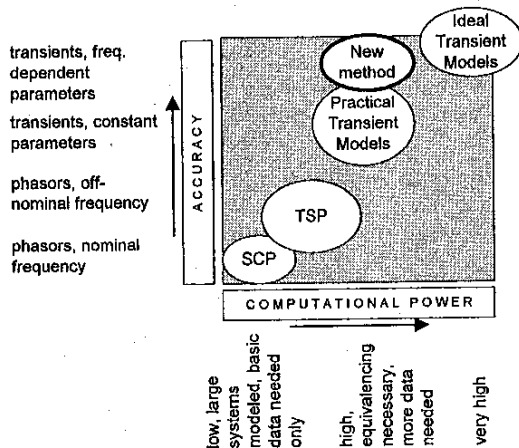 transients, freq.
dependent
parameters
transients, constant
parameters
phasors, off-
nominal frequency
phasors, nominal
frequency
ACCURACY
Ideal
Transient
Models
New
method
Practical
Transient
Models
TSP
SCP
COMPUTATIONAL POWER
low, large
systems
modeled, basic
data needed
only
high,
equivalencing
necessary,
more data
needed
very high